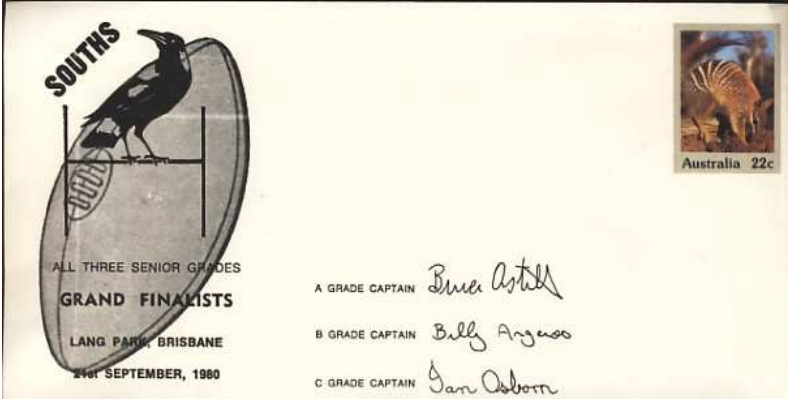 SOUTHS
ALL THREE SENIOR GRADES
GRAND FINALISTS
LANG PARK, BRISBANE
21st SEPTEMBER, 1980
Australia 22c
A GRADE CAPTAIN Bruce Astill
B GRADE CAPTAIN Billy
C GRADE CAPTAIN Ian Osborn